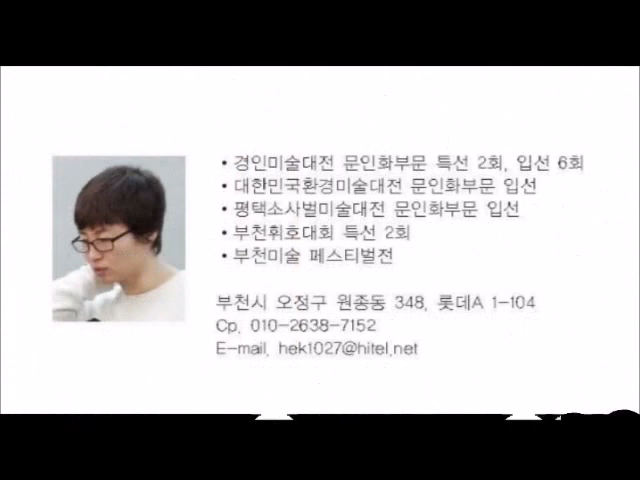 • 경인미술대전 문인화부문 특선 2회, 입선 6회
• 대한민국환경미술대전 문인화부문 입선
• 평택소사벌미술대전 문인화부문 입선
• 부천휘호대회 특선 2회
• 부천미술 페스티벌전
부천시 오정구 원종동 348, 롯데A 1-104
Cp. 010-2638-7152
E-mail. hek1027@hitel.net